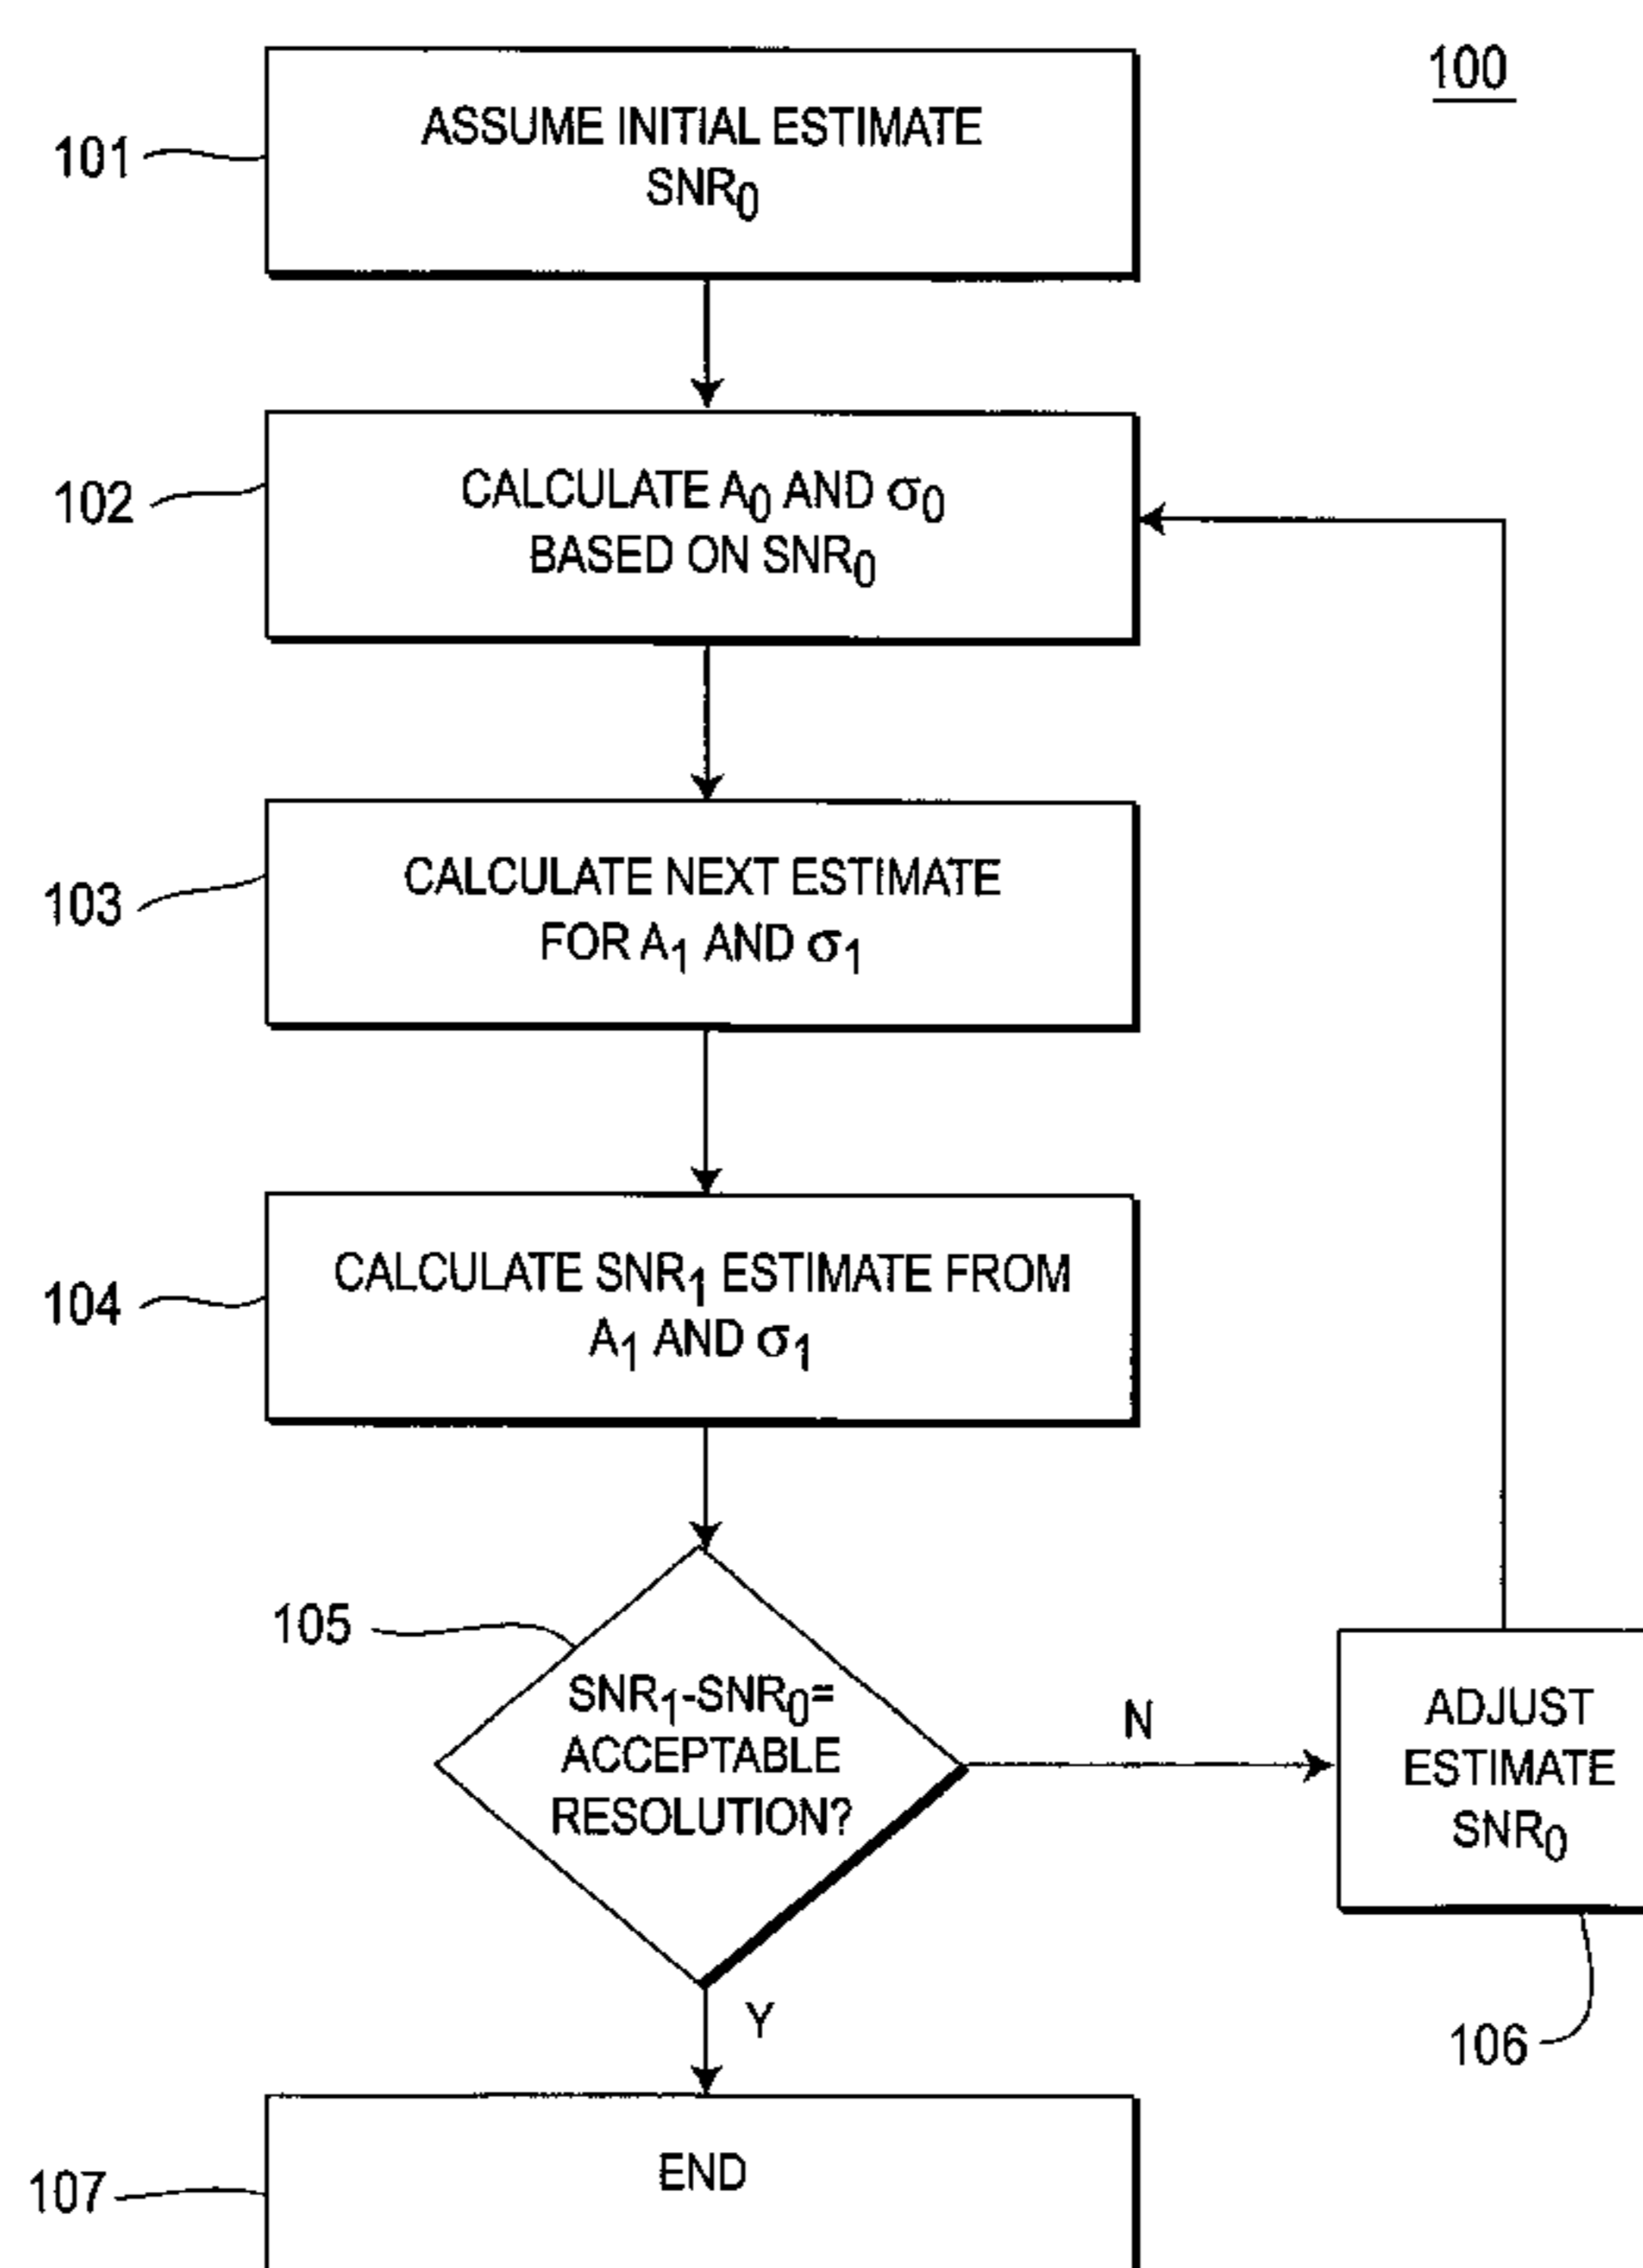 100
101
ASSUME INITIAL ESTIMATE
SNR₀
102
CALCULATE A₀ AND σ₀
BASED ON SNR₀
103
CALCULATE NEXT ESTIMATE
FOR A₁ AND σ₁
104
CALCULATE SNR₁ ESTIMATE FROM
A₁ AND σ₁
105
SNR₁-SNR₀=
ACCEPTABLE
RESOLUTION?
N
ADJUST
ESTIMATE
SNR₀
106
Y
107
END